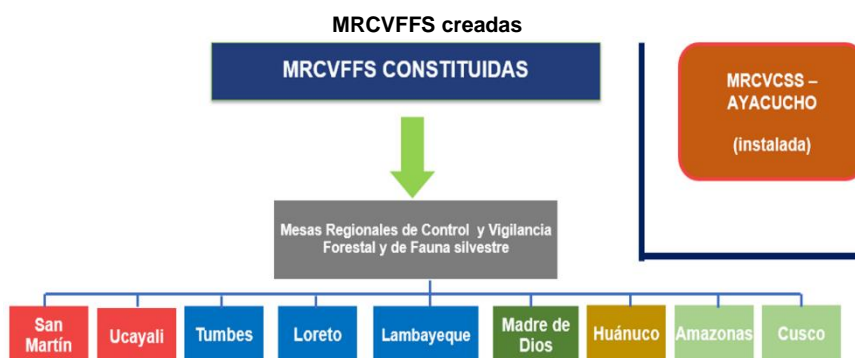 MRCVFFS creadas
MRCVFFS CONSTITUIDAS
MRCVCSS –
AYACUCHO
(instalada)
Mesas Regionales de Control y Vigilancia
Forestal y de Fauna silvestre
San
Martín
Ucayali
Tumbes
Loreto
Lambayeque
Madre de
Dios
Huánuco
Amazonas
Cusco